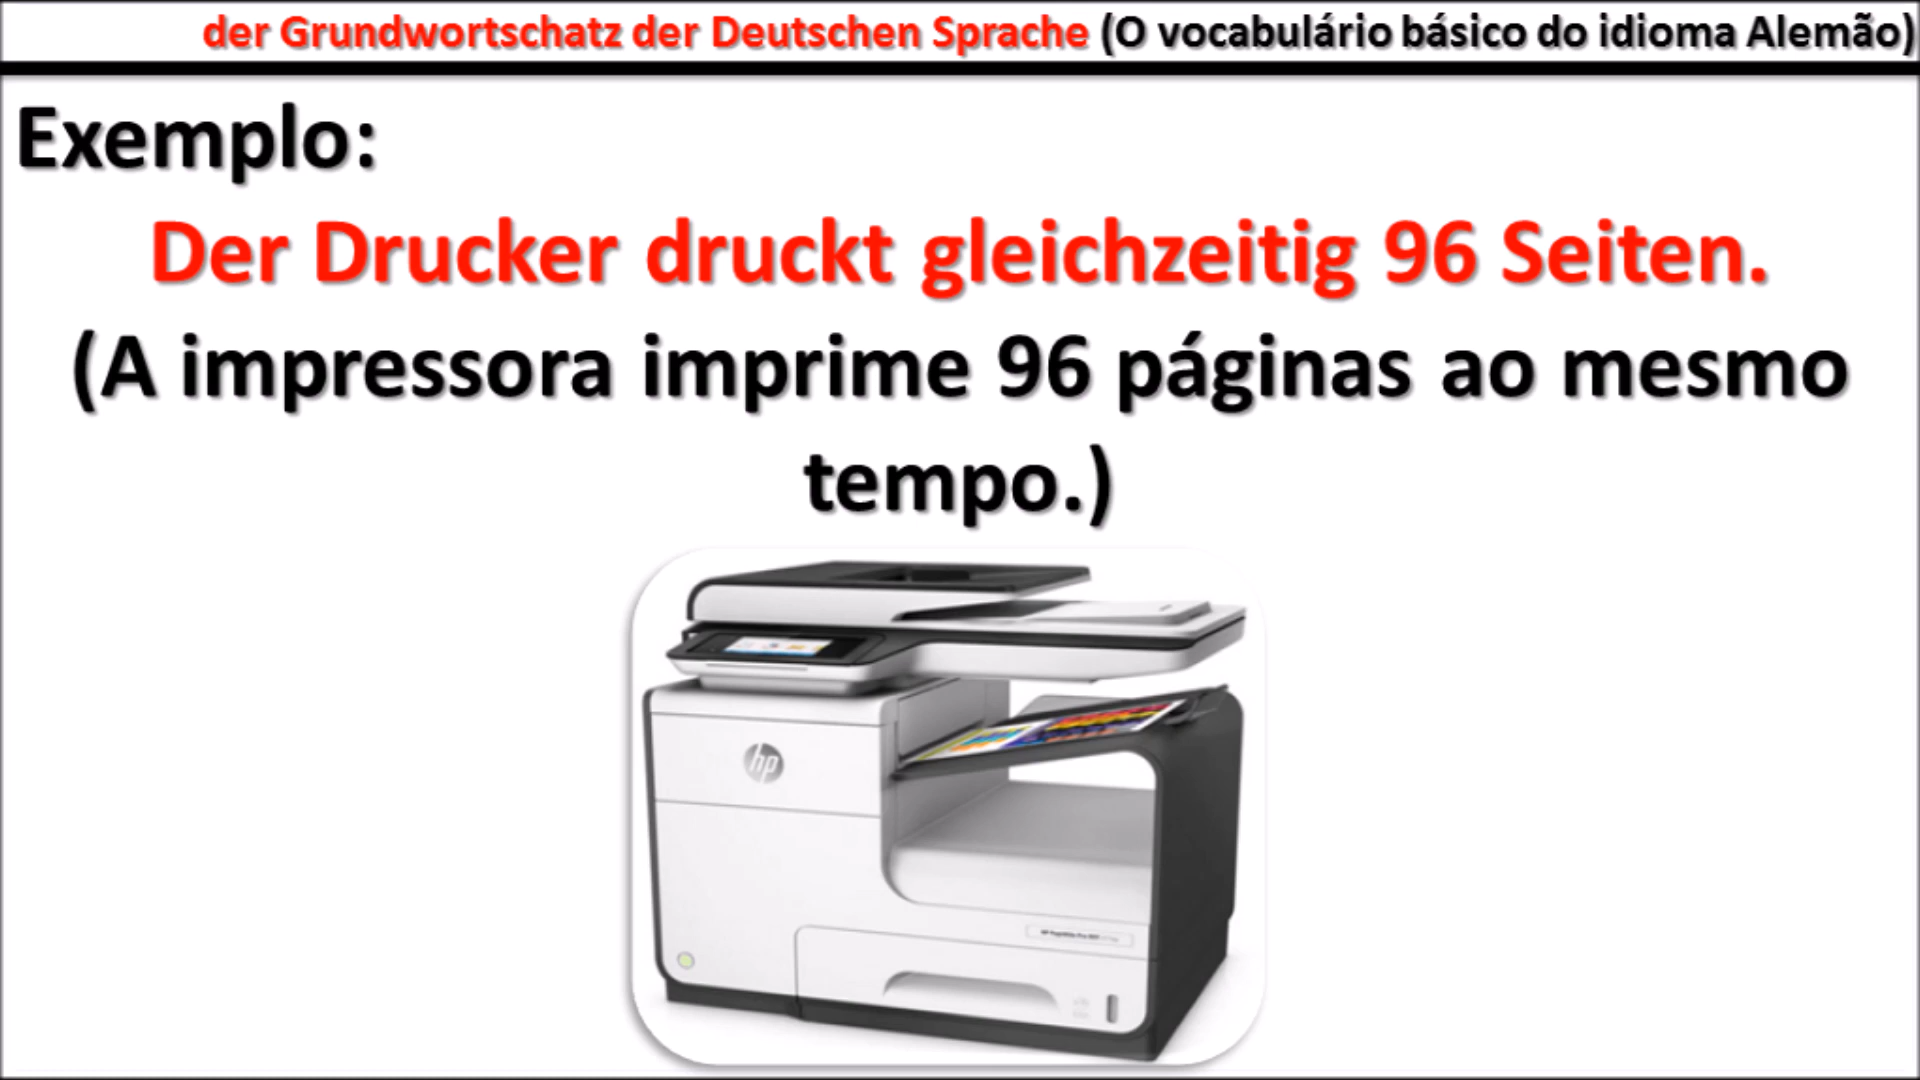 der Grundwortschatz der Deutschen Sprache (O vocabulário básico do idioma Alemão)
Exemplo:
Der Drucker druckt gleichzeitig 96 Seiten.
(A impressora imprime 96 páginas ao mesmo
tempo.)
hp